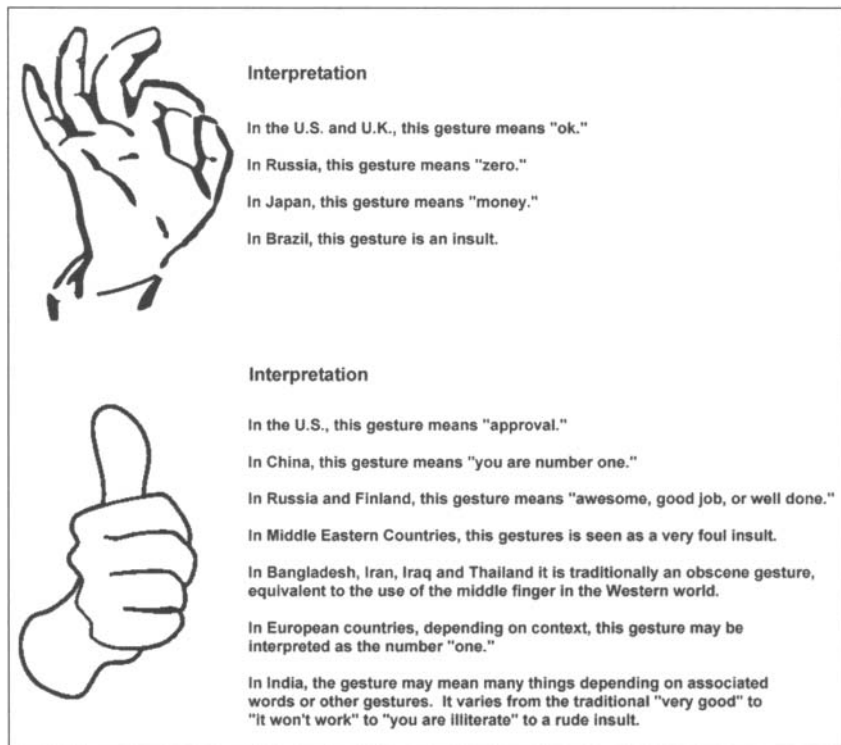 Interpretation
In the U.S. and U.K., this gesture means "ok."
In Russia, this gesture means "zero."
In Japan, this gesture means "money."
In Brazil, this gesture is an insult.
Interpretation
In the U.S., this gesture means "approval."
In China, this gesture means "you are number one."
In Russia and Finland, this gesture means "awesome, good job, or well done."
In Middle Eastern Countries, this gestures is seen as a very foul insult.
In Bangladesh, Iran, Iraq and Thailand it is traditionally an obscene gesture,
equivalent to the use of the middle finger in the Western world.
In European countries, depending on context, this gesture may be
interpreted as the number "one."
In India, the gesture may mean many things depending on associated
words or other gestures.  It varies from the traditional "very good" to
"it won't work" to "you are illiterate" to a rude insult.